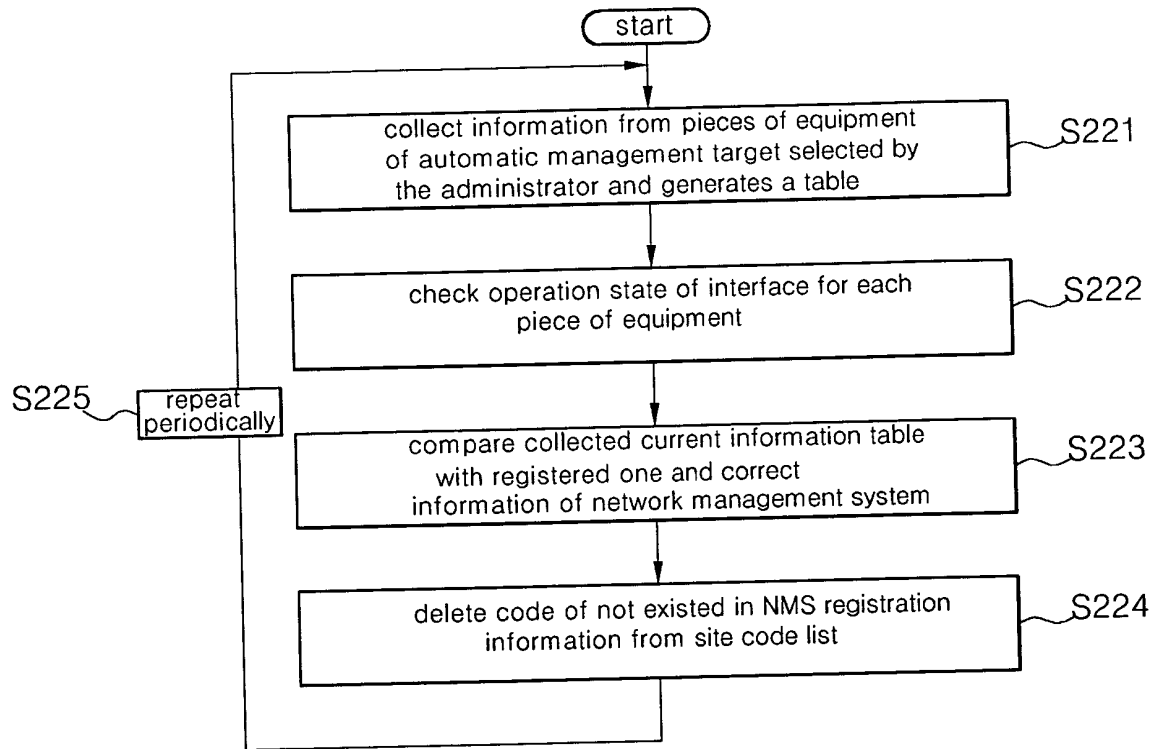 start
collect information from pieces of equipment
of automatic management target selected by
the administrator and generates a table
S221
check operation state of interface for each
piece of equipment
S222
S225
repeat
periodically
compare collected current information table
with registered one and correct
information of network management system
S223
delete code of not existed in NMS registration
information from site code list
S224